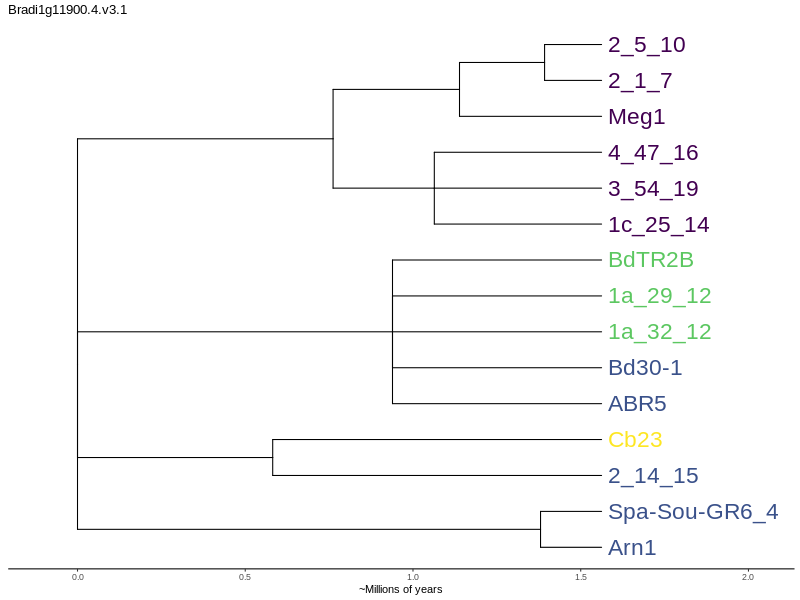 Bradi1g11900.4.v3.1
2_5_10
2_1_7
Meg1
4_47_16
3_54_19
1c_25_14
BdTR2B
1a_29_12
1a_32_12
Bd30-1
ABR5
Cb23
2_14_15
Spa-Sou-GR6_4
Arn1
0.0 0.5 1.0 1.5 2.0
~Millions of years